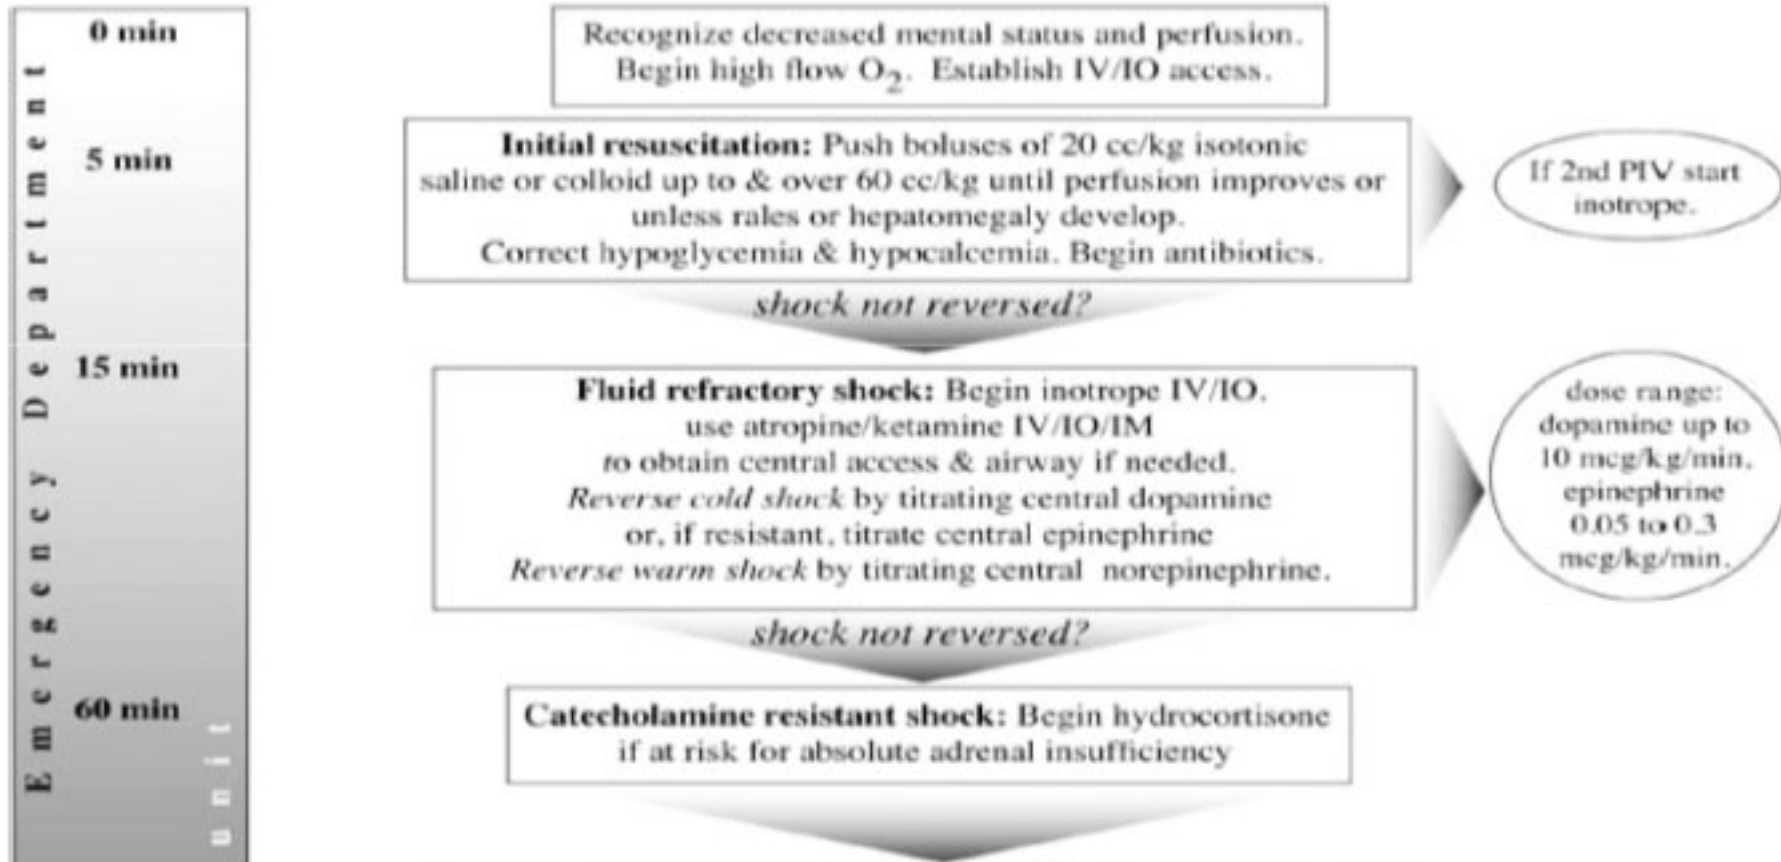 Emergency Department
unit
0 min
5 min
15 min
60 min
Recognize decreased mental status and perfusion.
Begin high flow O2. Establish IV/IO access.
Initial resuscitation: Push boluses of 20 cc/kg isotonic
saline or colloid up to & over 60 cc/kg until perfusion improves or
unless rales or hepatomegaly develop.
Correct hypoglycemia & hypocalcemia. Begin antibiotics.
If 2nd PIV start
inotrope.
shock not reversed?
Fluid refractory shock: Begin inotrope IV/IO.
use atropine/ketamine IV/IO/IM
to obtain central access & airway if needed.
Reverse cold shock by titrating central dopamine
or, if resistant, titrate central epinephrine
Reverse warm shock by titrating central norepinephrine.
dose range:
dopamine up to
10 mcg/kg/min,
epinephrine
0.05 to 0.3
mcg/kg/min.
shock not reversed?
Catecholamine resistant shock: Begin hydrocortisone
if at risk for absolute adrenal insufficiency